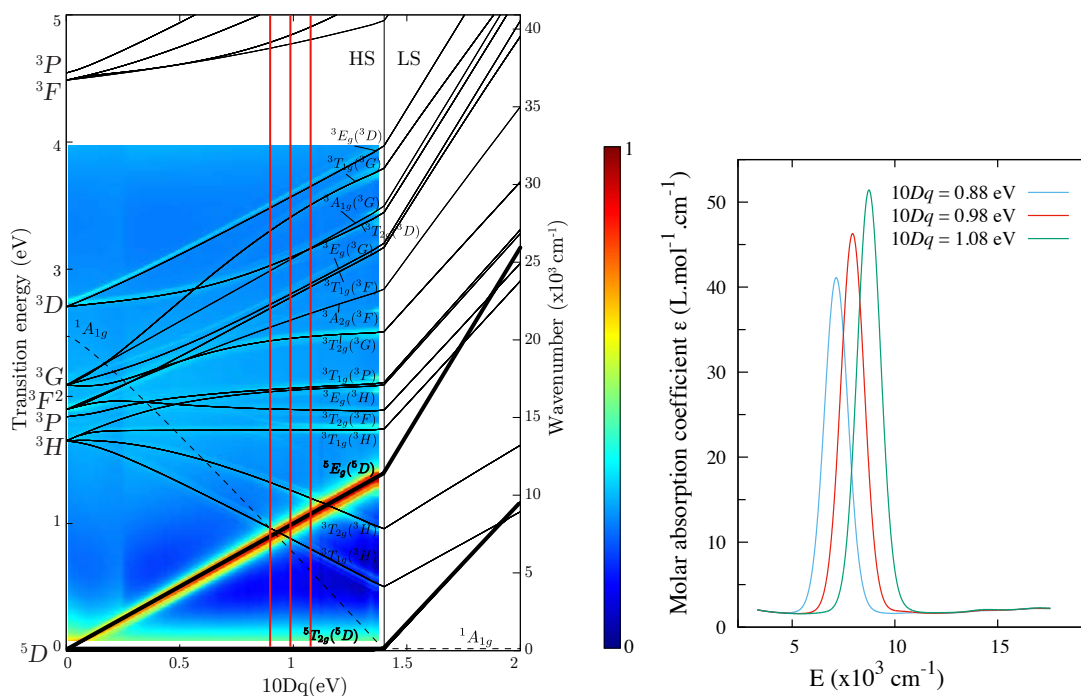 5
4
3
1
0
Transition energy (eV)
³P
³F
³D
¹A₁g
³G
³F²
³P
³H
⁵D
HS
LS
³Eg(³D)
³T₁g(³G)
³A₁g(³G
³T₂g(³D)
³Eg(³G)
³T₁g(³F)
³A₂g(³F)
³T₂g(³G)
³T₁g(³P)
³Eg(³H)
³T₂g(³F)
³T₁g(³H)
⁵Eg(⁵D)
³T₂g(³H)
³T₁g(³H)
⁵T₂g(⁵D)
¹A₁g
0
0.5
1
1.5
2
10Dq(eV)
40
35
30
25
20
15
10
5
0
Wavenumber (x10³ cm⁻¹)
1
0
10Dq = 0.88 eV
10Dq = 0.98 eV
10Dq = 1.08 eV
50
40
30
20
10
0
Molar absorption coefficient ε (L.mol⁻¹.cm⁻¹)
5
10
15
E (x10³ cm⁻¹)